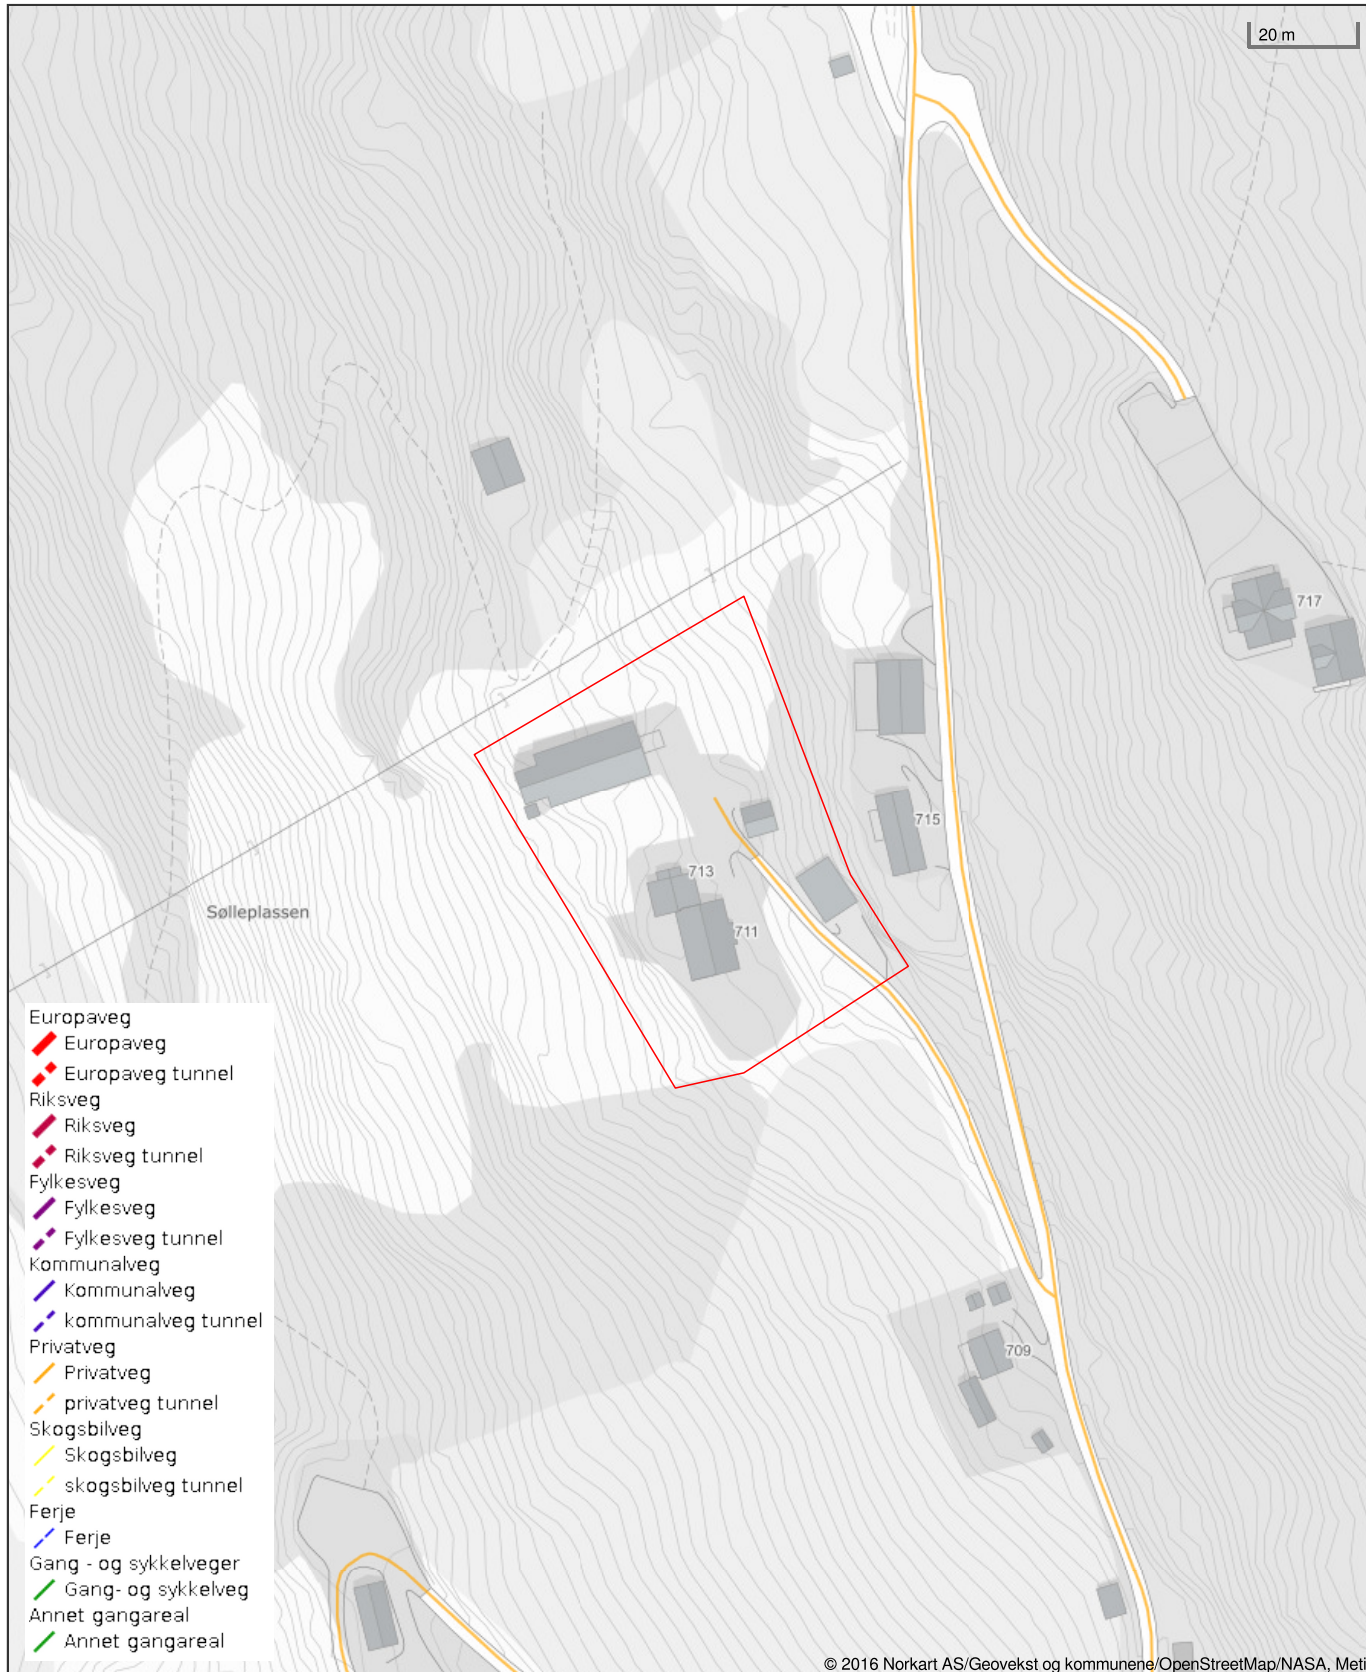 20 m
717
715
713
711
Sølleplassen
709
Europaveg
Europaveg
Europaveg tunnel
Riksveg
Riksveg
Riksveg tunnel
Fylkesveg
Fylkesveg
Fylkesveg tunnel
Kommunalveg
Kommunalveg
kommunalveg tunnel
Privatveg
Privatveg
privatveg tunnel
Skogsbilveg
Skogsbilveg
skogsbilveg tunnel
Ferje
Ferje
Gang - og sykkelveger
Gang- og sykkelveg
Annet gangareal
Annet gangareal
© 2016 Norkart AS/Geovekst og kommunene/OpenStreetMap/NASA, Meti